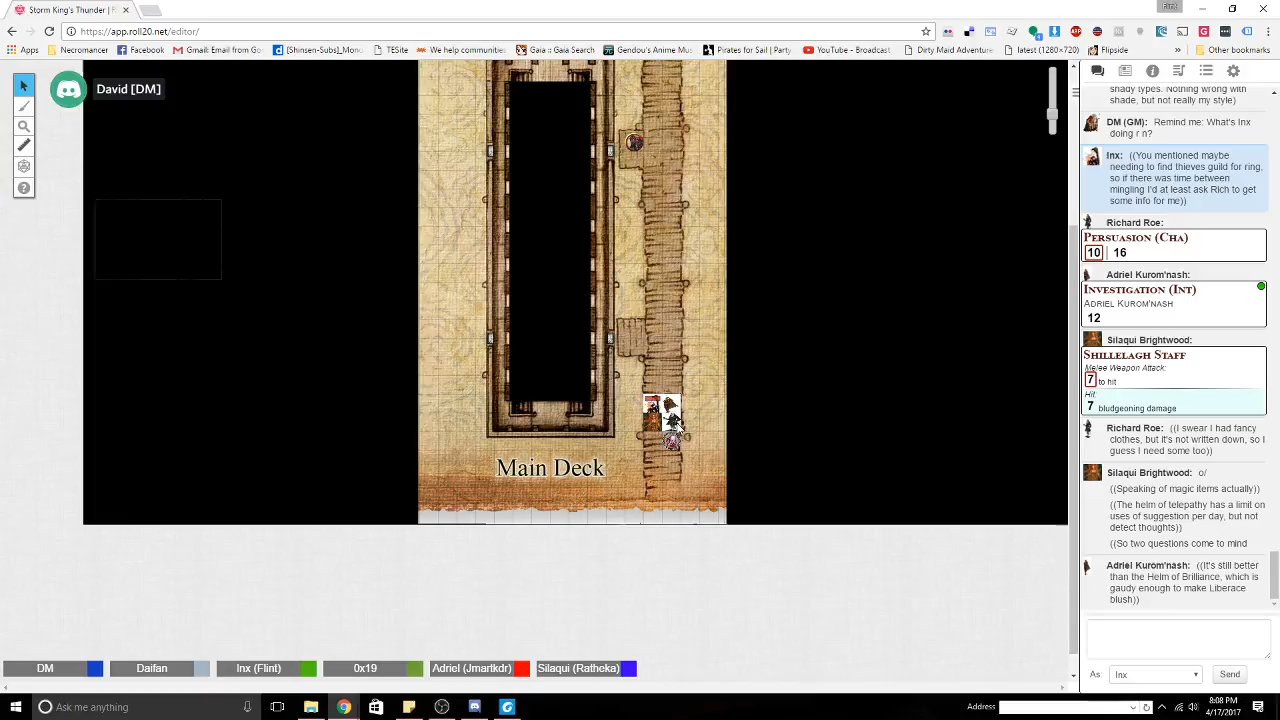 Storm King's Thunder | R
Flint
https://app.roll20.net/editor/
Apps
Necromancer
Facebook
Gmail: Email from Go
[Shinsen-Subs]_Mon
TESite
We help communities
Gaia :: Gaia Search
Gendou's Anime Mu
Pirates for Sail | Party
YouTube - Broadcast
Dirty Maid Adventure
latest (1280×720)
Flipside
»
Other bookmarks
David [DM]
Main Deck
shady types. Nothing wrong with
shade, but not really my style)
DM (GM): Remind me: What's Inx
doing r n?
Inx: ((You mentioned maybe
needing to find thieves guild for ring,
so if there was time between
mingling I'd at least ask Rich to get
some info for me))
Richard Roe:
Persuasion (Cha)
10 | 16
Adriel Kurom'nash:
Investigation (Int)
Adriel Kurom'nash
12
Silaqui Brightwood:
Shillelagh Staff
Melee Weapon Attack:
7 to hit
Hit:
7 bludgeoning damage
Richard Roe: ((I swear I had fancy
clothes, but it's not written down, so I
guess I need some too))
Silaqui Brightwood: o/
((Speaking of magic items actually))
((The helm of telepathy has a limit on
uses of suggestion per day, but not
detect thoughts))
((So two questions come to mind
Adriel Kurom'nash: ((It's still better
than the Helm of Brilliance, which is
gaudy enough to make Liberace
blush))
As:
Inx
Send
DM
Daifan
Inx (Flint)
0x19
Adriel (Jmartkdr)
Silaqui (Ratheka)
Ask me anything
Address
8:08 PM
4/17/2017